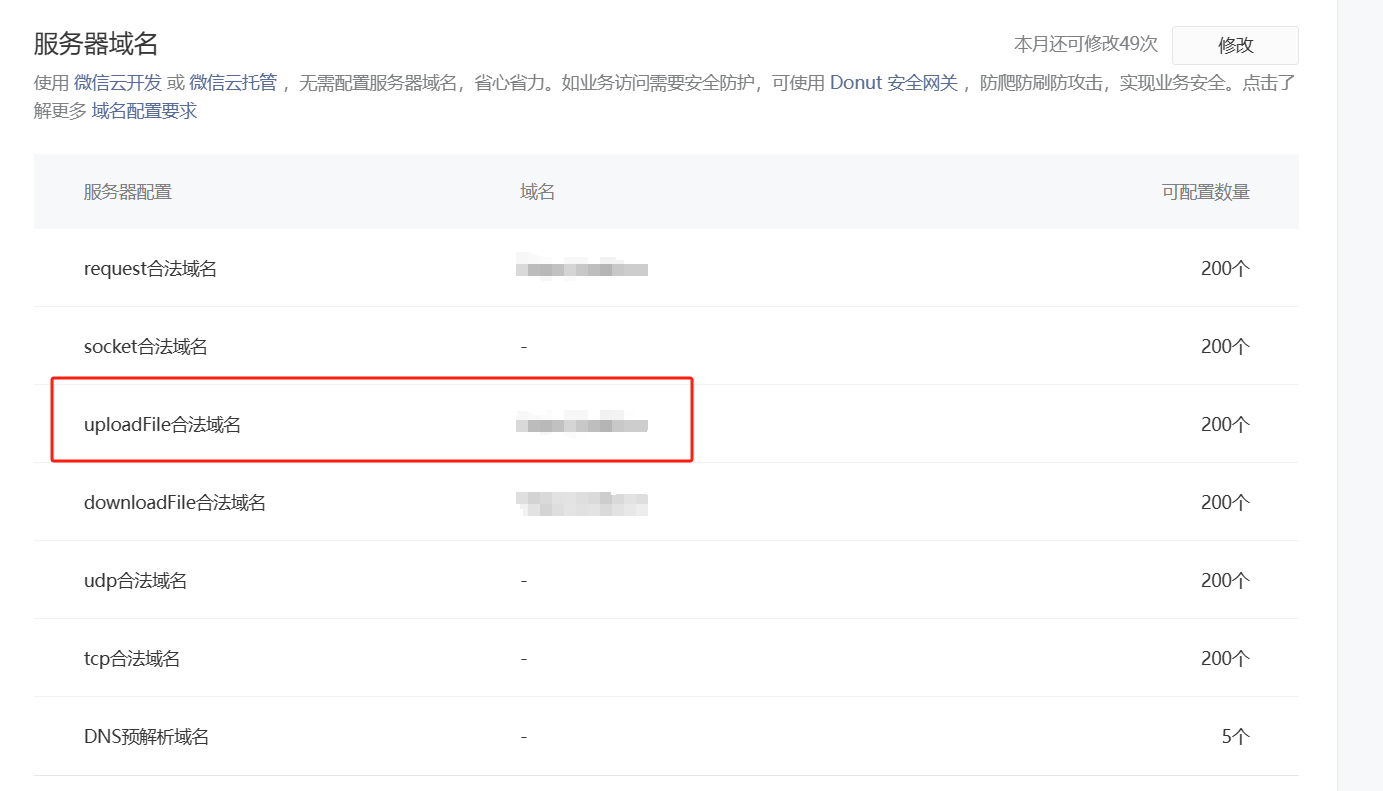 服务器域名
本月还可修改49次 修改
使用 微信云开发 或 微信云托管 ，无需配置服务器域名，省心省力。如业务访问需要安全防护，可使用 Donut 安全网关 ，防爬防刷防攻击，实现业务安全。点击了
解更多 域名配置要求
服务器配置 域名 可配置数量
request合法域名 200个
socket合法域名 - 200个
uploadFile合法域名 200个
downloadFile合法域名 200个
udp合法域名 - 200个
tcp合法域名 - 200个
DNS预解析域名 - 5个